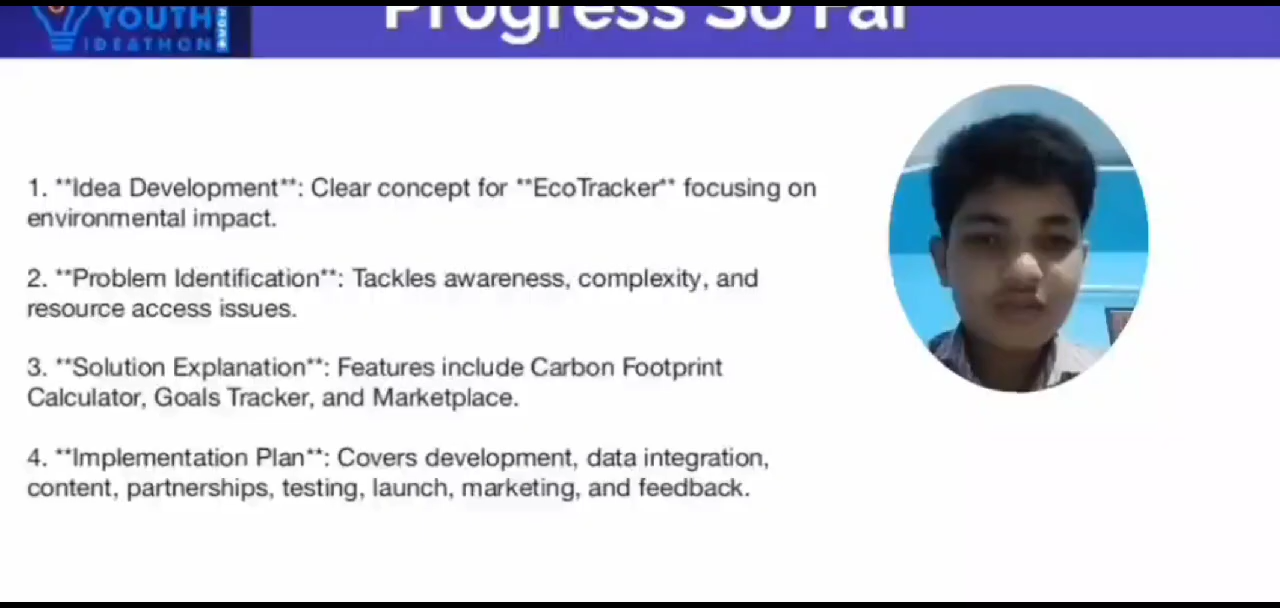 YOUTH
IDEATHON
Progress So Far
1. **Idea Development**: Clear concept for **EcoTracker** focusing on
environmental impact.
2. **Problem Identification**: Tackles awareness, complexity, and
resource access issues.
3. **Solution Explanation**: Features include Carbon Footprint
Calculator, Goals Tracker, and Marketplace.
4. **Implementation Plan**: Covers development, data integration,
content, partnerships, testing, launch, marketing, and feedback.